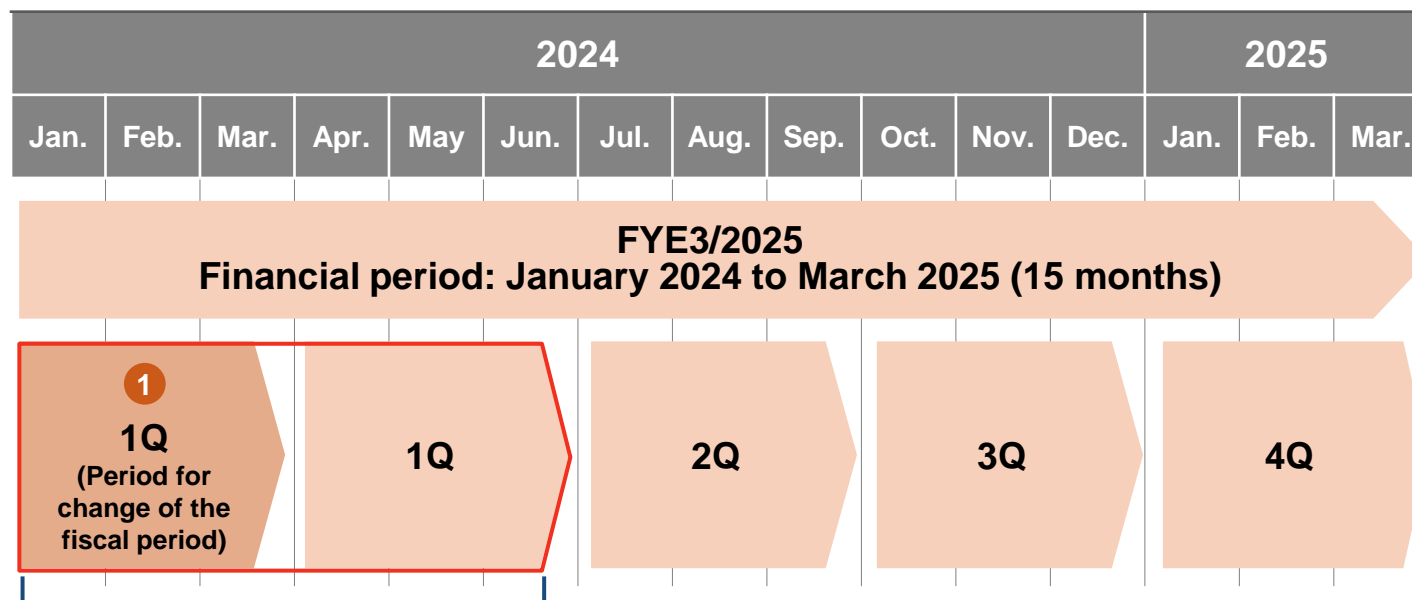 2024
2025
Jan.
Feb.
Mar.
Apr.
May
Jun.
Jul.
Aug.
Sep.
Oct.
Nov.
Dec.
Jan.
Feb.
Mar.
FYE3/2025
Financial period: January 2024 to March 2025 (15 months)
1
1Q
(Period for
change of the
fiscal period)
1Q
2Q
3Q
4Q